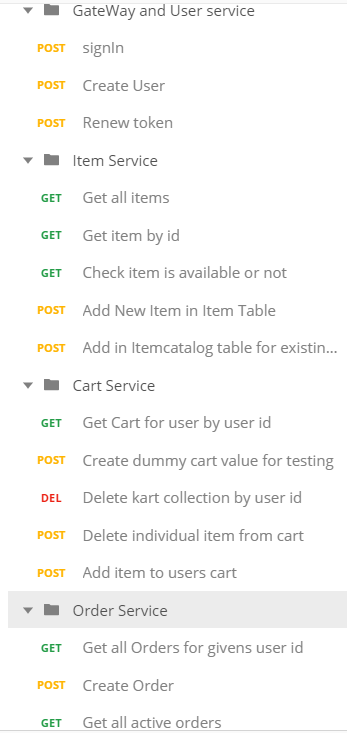 GateWay and User service
POST signIn
POST Create User
POST Renew token
Item Service
GET Get all items
GET Get item by id
GET Check item is available or not
POST Add New Item in Item Table
POST Add in Itemcatalog table for existin...
Cart Service
GET Get Cart for user by user id
POST Create dummy cart value for testing
DEL Delete kart collection by user id
POST Delete individual item from cart
POST Add item to users cart
Order Service
GET Get all Orders for givens user id
POST Create Order
GET Get all active orders